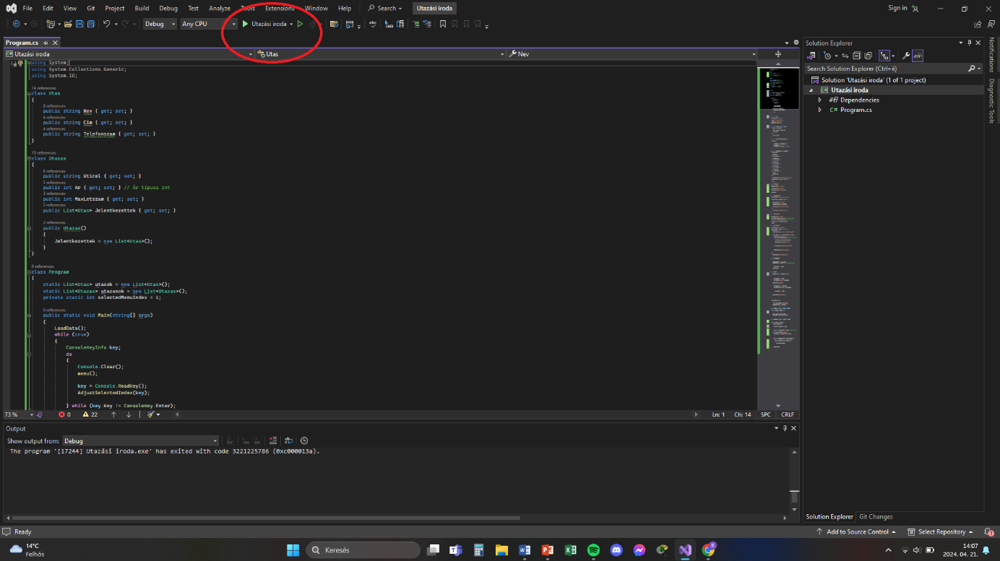 File Edit View Git Project Build Debug Test Analyze Tools Extensions Window Help Search Utazási iroda Sign in
Debug Any CPU Utazási iroda
Program.cs
Utazási iroda Utas Nev
using System;
using System.Collections.Generic;
using System.IO;
14 references
class Utas
{
8 references
public string Nev { get; set; }
4 references
public string Cim { get; set; }
4 references
public string Telefonszam { get; set; }
}
10 references
class Utazas
{
6 references
public string Uticel { get; set; }
5 references
public int Ar { get; set; } // Ár típusa int
3 references
public int MaxLetszam { get; set; }
5 references
public List<Utas> Jelentkezettek { get; set; }
2 references
public Utazas()
{
Jelentkezettek = new List<Utas>();
}
}
0 references
class Program
{
static List<Utas> utasok = new List<Utas>();
static List<Utazas> utazasok = new List<Utazas>();
private static int selectedMenuIndex = 1;
0 references
public static void Main(string[] args)
{
LoadData();
while (true)
{
ConsoleKeyInfo key;
do
{
Console.Clear();
menu();
key = Console.ReadKey();
AdjustSelectedIndex(key);
} while (key.Key != ConsoleKey.Enter);
73 % 0 22 Ln: 1 Ch: 14 SPC CRLF
Output
Show output from: Debug
The program '[17244] Utazási iroda.exe' has exited with code 3221225786 (0xc000013a).
Solution Explorer
Search Solution Explorer (Ctrl+é)
Solution 'Utazási iroda' (1 of 1 project)
Utazási iroda
Dependencies
C# Program.cs
Notifications
Diagnostic Tools
Solution Explorer Git Changes
Ready Add to Source Control Select Repository 1
14°C
Felhős
Keresés
14:07
2024. 04. 21.